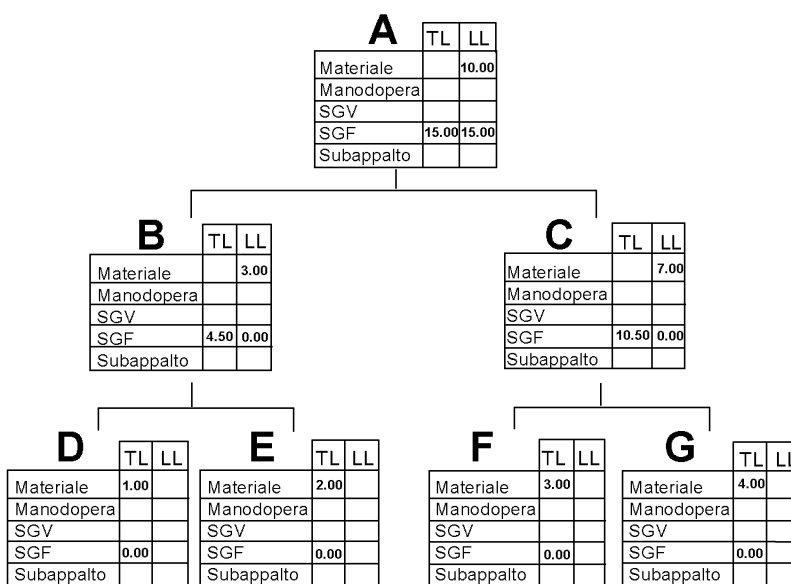 A TL LL
Materiale 10.00
Manodopera
SGV
SGF 15.00 15.00
Subappalto
B TL LL
Materiale 3.00
Manodopera
SGV
SGF 4.50 0.00
Subappalto
C TL LL
Materiale 7.00
Manodopera
SGV
SGF 10.50 0.00
Subappalto
D TL LL
Materiale 1.00
Manodopera
SGV
SGF 0.00
Subappalto
E TL LL
Materiale 2.00
Manodopera
SGV
SGF 0.00
Subappalto
F TL LL
Materiale 3.00
Manodopera
SGV
SGF 0.00
Subappalto
G TL LL
Materiale 4.00
Manodopera
SGV
SGF 0.00
Subappalto